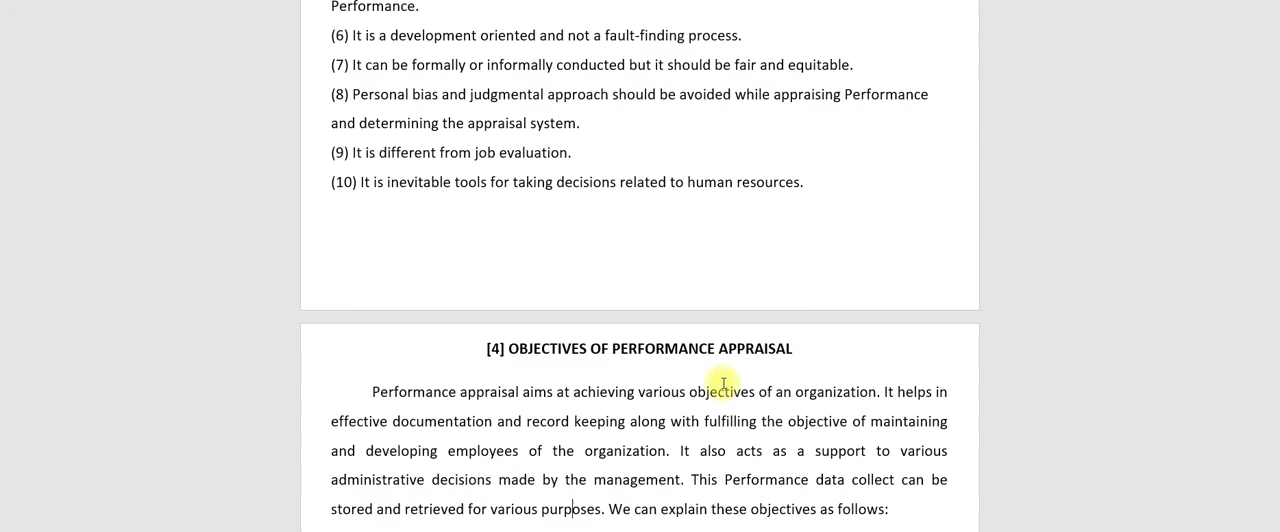 Performance.
(6) It is a development oriented and not a fault-finding process.
(7) It can be formally or informally conducted but it should be fair and equitable.
(8) Personal bias and judgmental approach should be avoided while appraising Performance
and determining the appraisal system.
(9) It is different from job evaluation.
(10) It is inevitable tools for taking decisions related to human resources.
[4] OBJECTIVES OF PERFORMANCE APPRAISAL
Performance appraisal aims at achieving various objectives of an organization. It helps in
effective documentation and record keeping along with fulfilling the objective of maintaining
and developing employees of the organization. It also acts as a support to various
administrative decisions made by the management. This Performance data collect can be
stored and retrieved for various purposes. We can explain these objectives as follows: